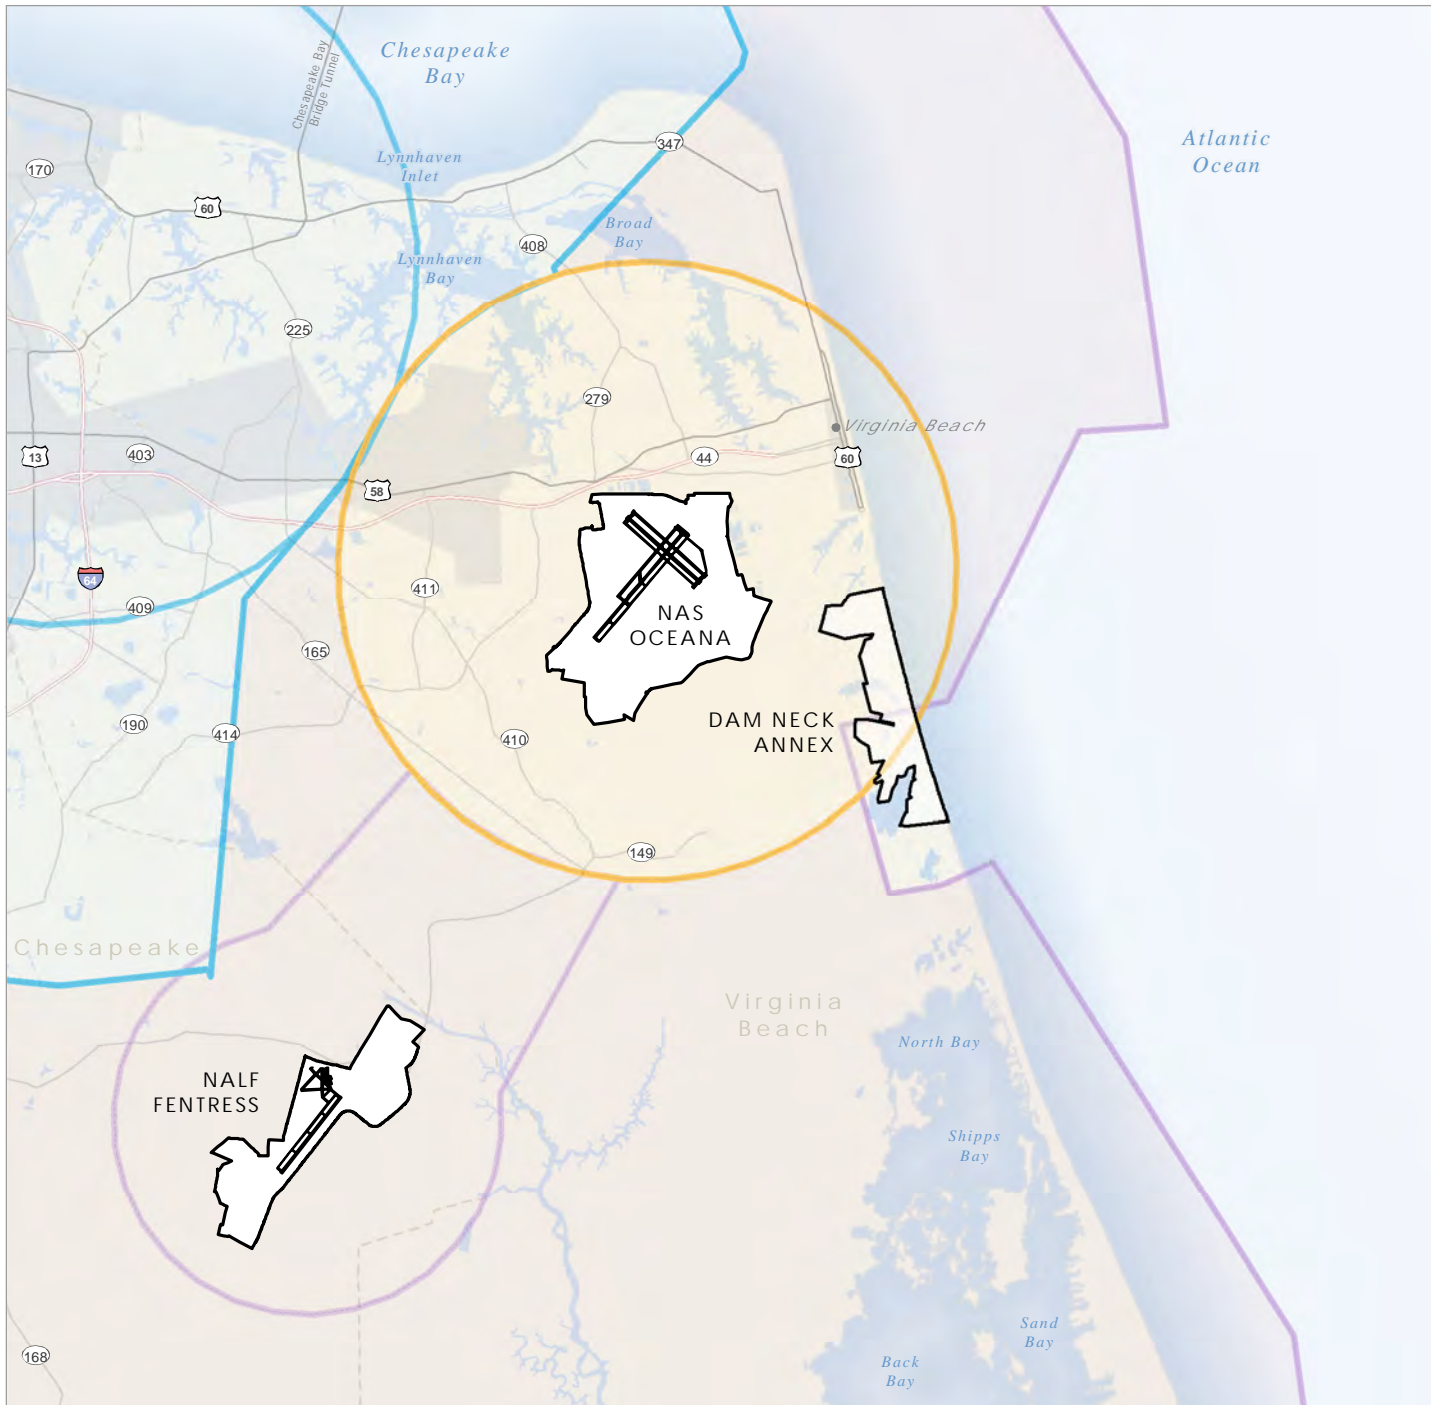 Chesapeake
Bay
Chesapeake Bay
Bridge Tunnel
Atlantic
Ocean
347
Lynnhaven
Inlet
170
60
Broad
Bay
408
Lynnhaven
Bay
225
279
Virginia Beach
13
403
44
60
58
64
411
409
NAS
OCEANA
165
DAM NECK
ANNEX
190
414
410
149
Chesapeake
Virginia
Beach
North Bay
NALF
FENTRESS
Shipps
Bay
Sand
Bay
168
Back
Bay